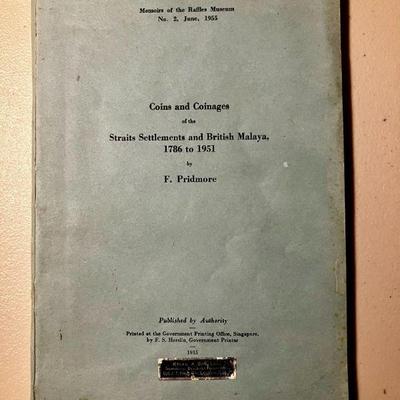 Memoirs of the Raffles Museum
No. 2, June, 1955
Coins and Coinages
of the
Straits Settlements and British Malaya,
1786 to 1951
by
F. Pridmore
Published by Authority
Printed at the Government Printing Office, Singapore,
by F. S. Horslin, Government Printer
1955